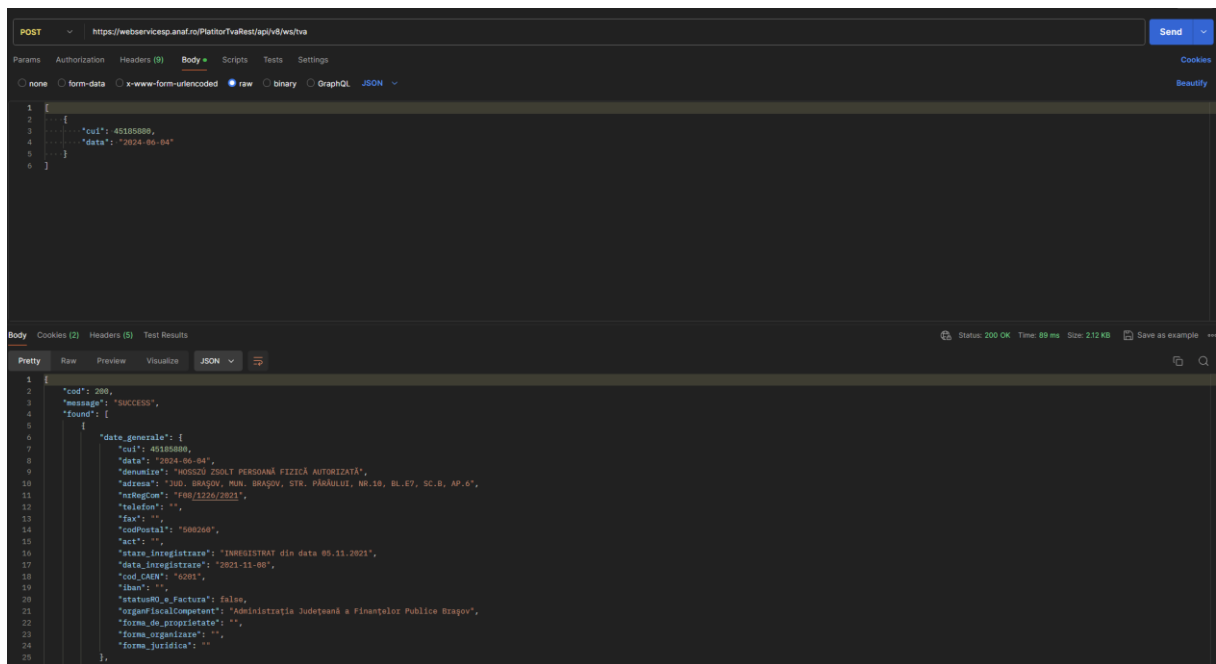 POST https://webservicesp.anaf.ro/PlatitorTvaRest/api/v8/ws/tva Send
Params Authorization Headers (9) Body Scripts Tests Settings Cookies
none form-data x-www-form-urlencoded raw binary GraphQL JSON Beautify
1 [
2 {
3 "cui": 45185880,
4 "data": "2024-06-04"
5 }
6 ]
Body Cookies (2) Headers (5) Test Results Status: 200 OK Time: 89 ms Size: 2.12 KB Save as example
Pretty Raw Preview Visualize JSON
1 {
2 "cod": 200,
3 "message": "SUCCESS",
4 "found": [
5 {
6 "date_generale": {
7 "cui": 45185880,
8 "data": "2024-06-04",
9 "denumire": "HOSSZÚ ZSOLT PERSOANĂ FIZICĂ AUTORIZATĂ",
10 "adresa": "JUD. BRAŞOV, MUN. BRAŞOV, STR. PÂRÂULUI, NR.10, BL.E7, SC.B, AP.6",
11 "nrRegCom": "F08/1226/2021",
12 "telefon": "",
13 "fax": "",
14 "codPostal": "500260",
15 "act": "",
16 "stare_inregistrare": "INREGISTRAT din data 05.11.2021",
17 "data_inregistrare": "2021-11-08",
18 "cod_CAEN": "6201",
19 "iban": "",
20 "statusRO_e_Factura": false,
21 "organFiscalCompetent": "Administraţia Judeţeană a Finanţelor Publice Braşov",
22 "forma_de_proprietate": "",
23 "forma_organizare": "",
24 "forma_juridica": ""
25 },